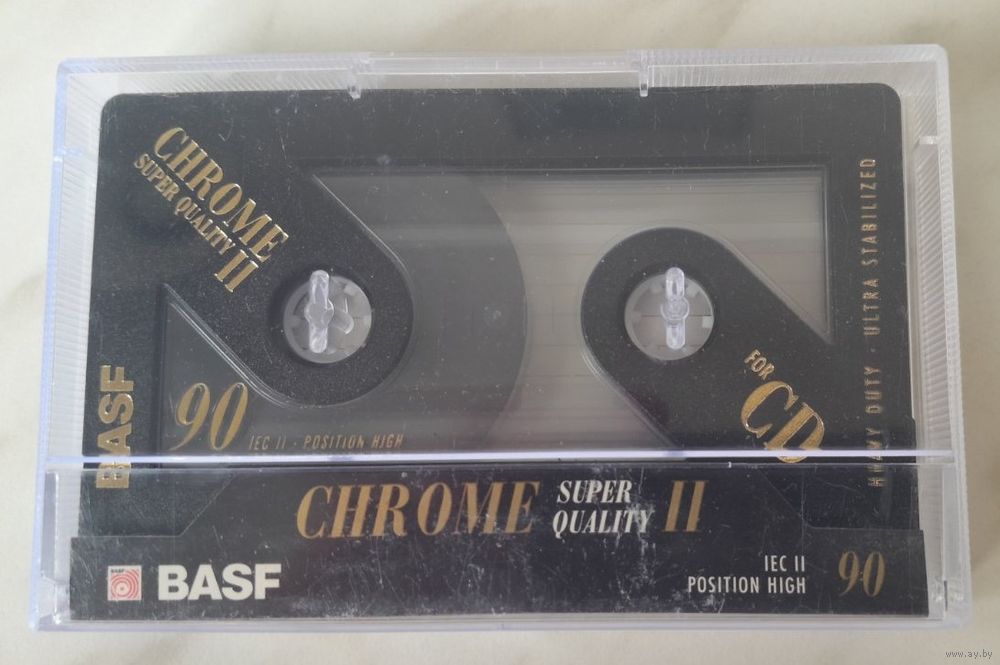 CHROME
SUPER QUALITY II
BASF
90
IEC II · POSITION HIGH
FOR
CD
HEAVY DUTY · ULTRA STABILIZED
CHROME SUPER QUALITY II
BASF
BASF
IEC II
POSITION HIGH
90
www.ay.by